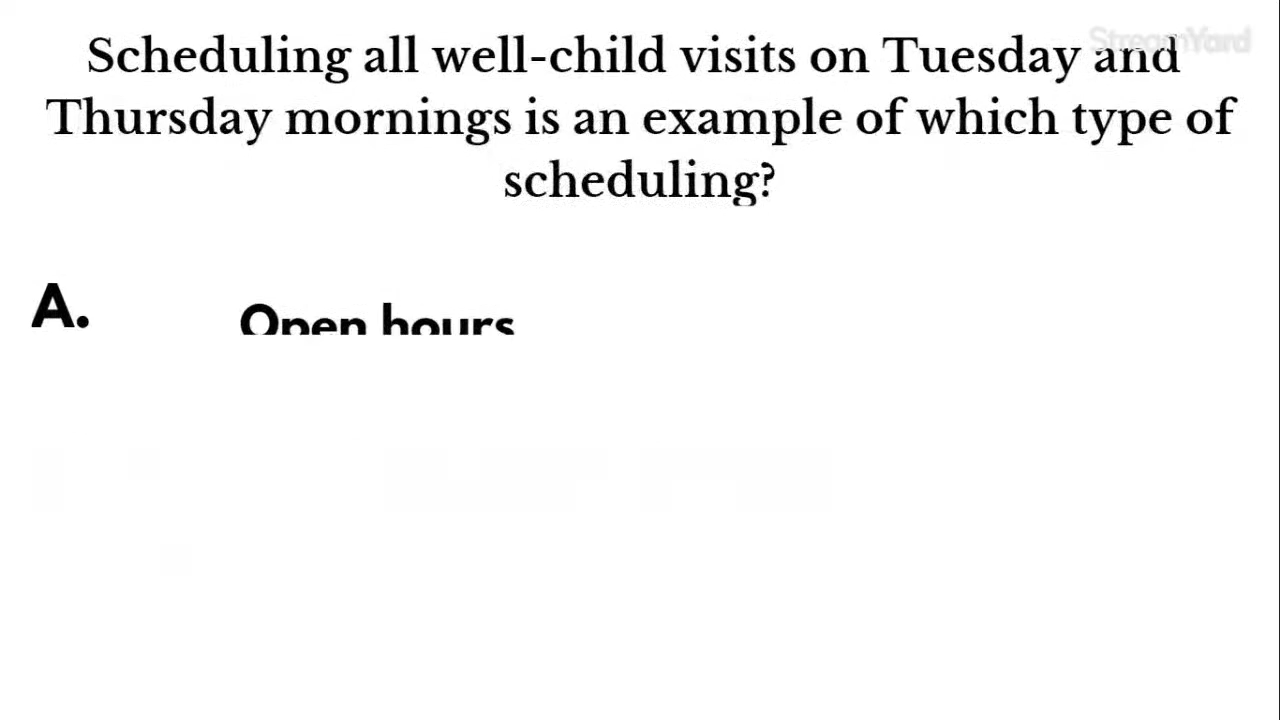 StreamYard
Scheduling all well-child visits on Tuesday and
Thursday mornings is an example of which type of
scheduling?
A.
Open hours